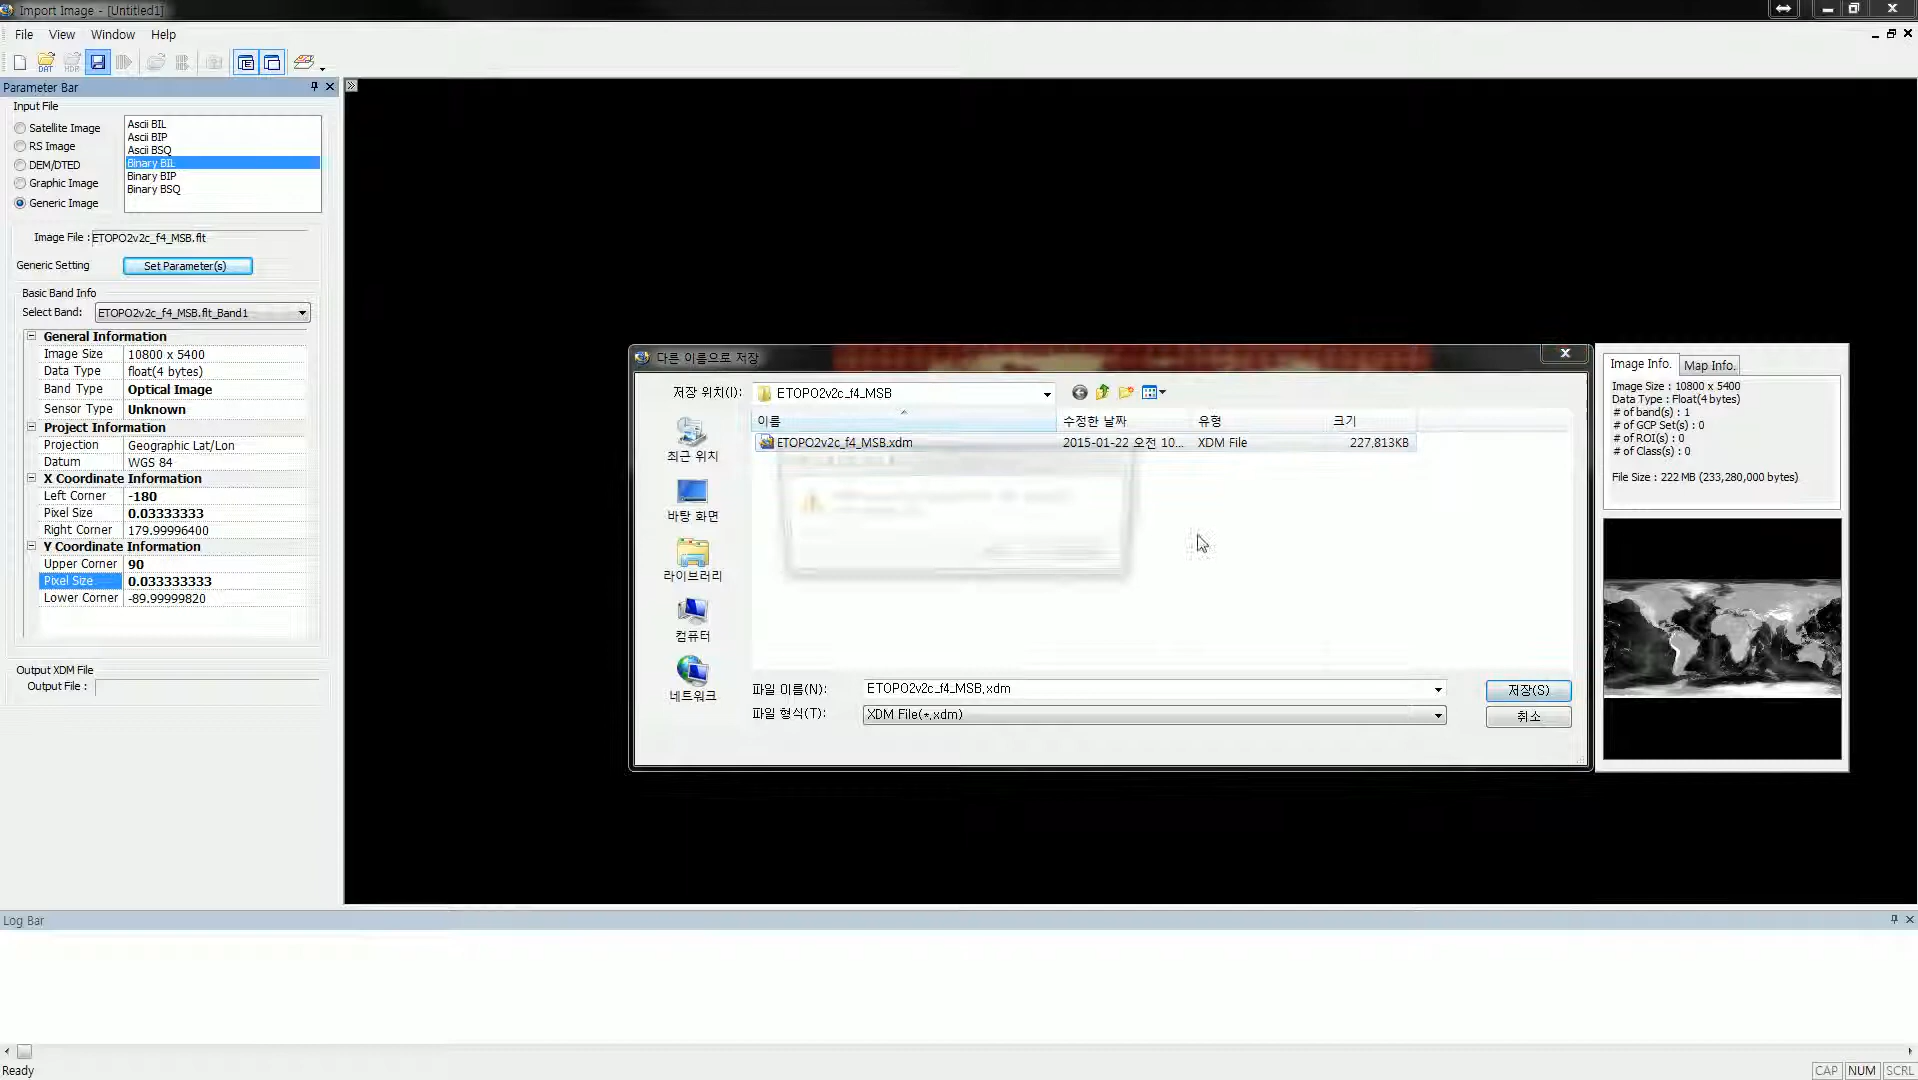 Import Image - [Untitled1]
File View Window Help
DAT HDR
Parameter Bar
Input File
Satellite Image
RS Image
DEM/DTED
Graphic Image
Generic Image
Ascii BIL
Ascii BIP
Ascii BSQ
Binary BIL
Binary BIP
Binary BSQ
Image File : ETOPO2v2c_f4_MSB.flt
Generic Setting Set Parameter(s)
Basic Band Info
Select Band: ETOPO2v2c_f4_MSB.flt_Band1
General Information
Image Size 10800 x 5400
Data Type float(4 bytes)
Band Type Optical Image
Sensor Type Unknown
Project Information
Projection Geographic Lat/Lon
Datum WGS 84
X Coordinate Information
Left Corner -180
Pixel Size 0.03333333
Right Corner 179.99996400
Y Coordinate Information
Upper Corner 90
Pixel Size 0.033333333
Lower Corner -89.99999820
Output XDM File
Output File :
다른 이름으로 저장
저장 위치(I): ETOPO2v2c_f4_MSB
이름 수정한 날짜 유형 크기
ETOPO2v2c_f4_MSB.xdm 2015-01-22 오전 10... XDM File 227,813KB
최근 위치
바탕 화면
라이브러리
컴퓨터
네트워크
파일 이름(N): ETOPO2v2c_f4_MSB.xdm 저장(S)
파일 형식(T): XDM File(*.xdm) 취소
Image Info. Map Info.
Image Size : 10800 x 5400
Data Type : Float(4 bytes)
# of band(s) : 1
# of GCP Set(s) : 0
# of ROI(s) : 0
# of Class(s) : 0
File Size : 222 MB (233,280,000 bytes)
Log Bar
Ready
CAP NUM SCRL